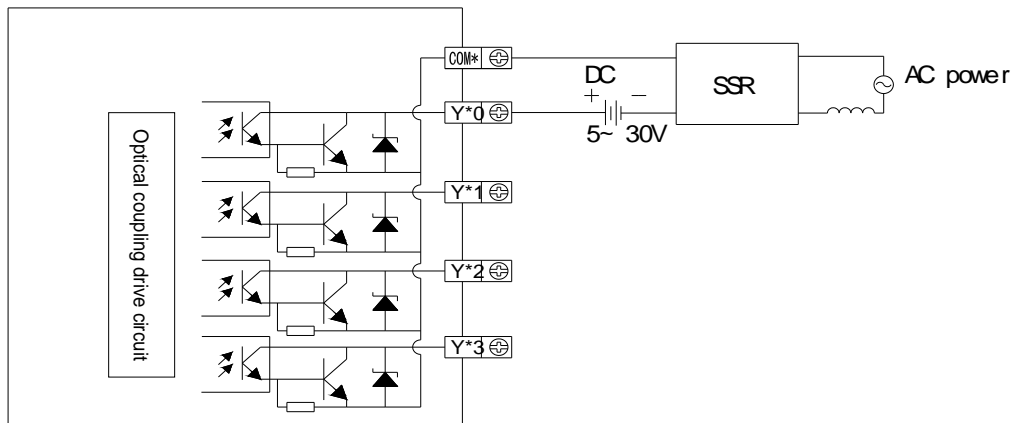 COM*
Y*0
Y*1
Y*2
Y*3
Optical coupling drive circuit
DC
+ −
5~ 30V
SSR
AC power